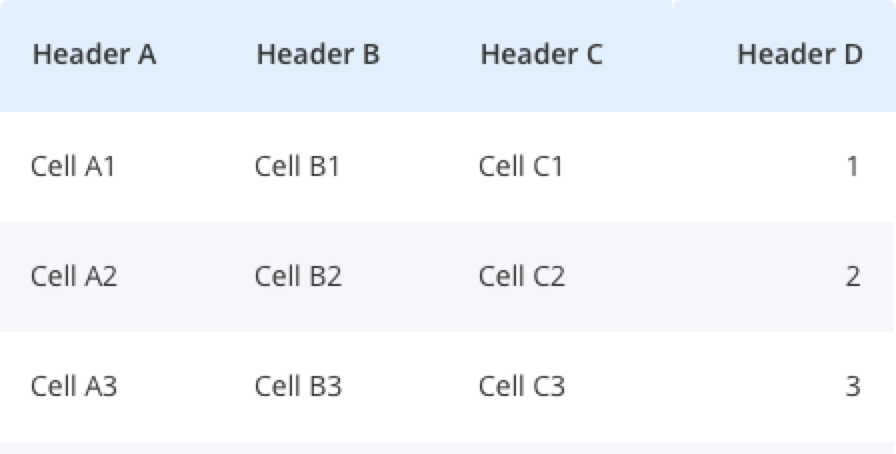 Header A Header B Header C Header D
Cell A1 Cell B1 Cell C1 1
Cell A2 Cell B2 Cell C2 2
Cell A3 Cell B3 Cell C3 3